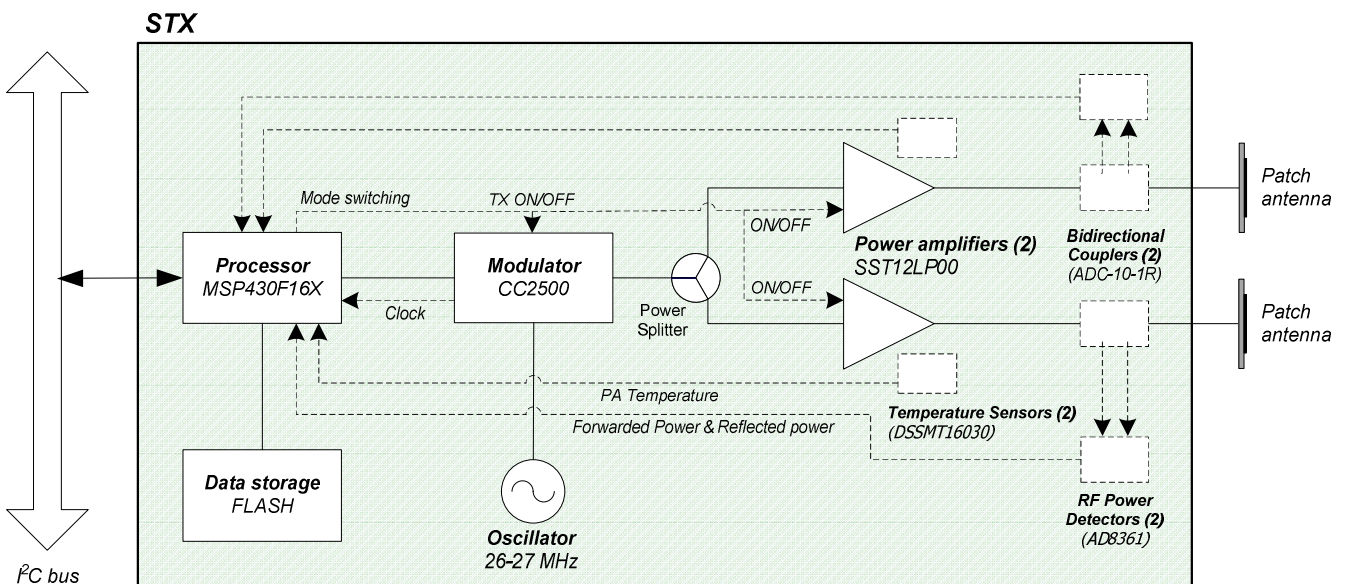 STX
Mode switching
TX ON/OFF
Processor
MSP430F16X
Modulator
CC2500
Clock
Power
Splitter
ON/OFF
ON/OFF
Power amplifiers (2)
SST12LP00
Bidirectional
Couplers (2)
(ADC-10-1R)
Patch
antenna
Patch
antenna
PA Temperature
Forwarded Power & Reflected power
Temperature Sensors (2)
(DSSMT16030)
Data storage
FLASH
Oscillator
26-27 MHz
RF Power
Detectors (2)
(AD8361)
I²C bus